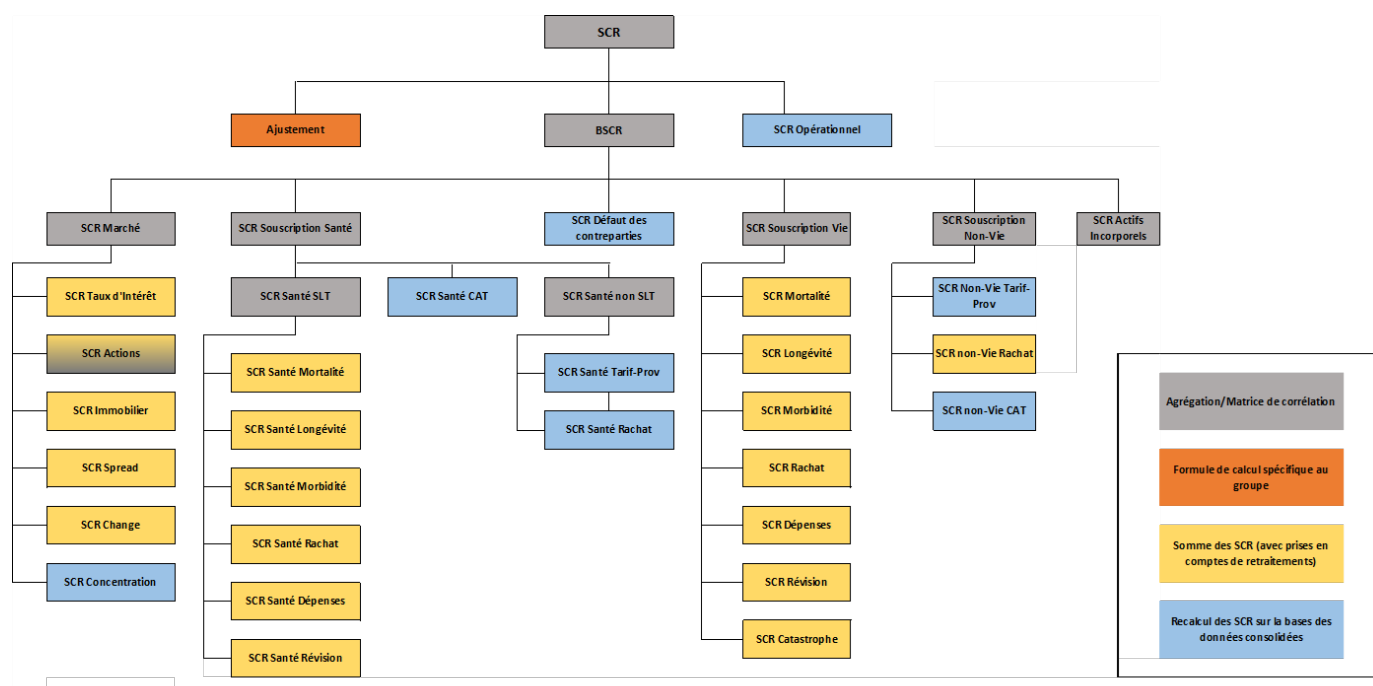 SCR
Ajustement
BSCR
SCR Opérationnel
SCR Marché
SCR Souscription Santé
SCR Défaut des
contreparties
SCR Souscription Vie
SCR Souscription
Non-Vie
SCR Actifs
Incorporels
SCR Taux d'Intérêt
SCR Actions
SCR Immobilier
SCR Spread
SCR Change
SCR Concentration
SCR Santé SLT
SCR Santé CAT
SCR Santé non SLT
SCR Santé Mortalité
SCR Santé Longévité
SCR Santé Morbidité
SCR Santé Rachat
SCR Santé Dépenses
SCR Santé Révision
SCR Santé Tarif-Prov
SCR Santé Rachat
SCR Mortalité
SCR Longévité
SCR Morbidité
SCR Rachat
SCR Dépenses
SCR Révision
SCR Catastrophe
SCR Non-Vie Tarif-
Prov
SCR non-Vie Rachat
SCR non-Vie CAT
Agrégation/Matrice de corrélation
Formule de calcul spécifique au
groupe
Somme des SCR (avec prises en
comptes de retraitements)
Recalcul des SCR sur la bases des
données consolidées